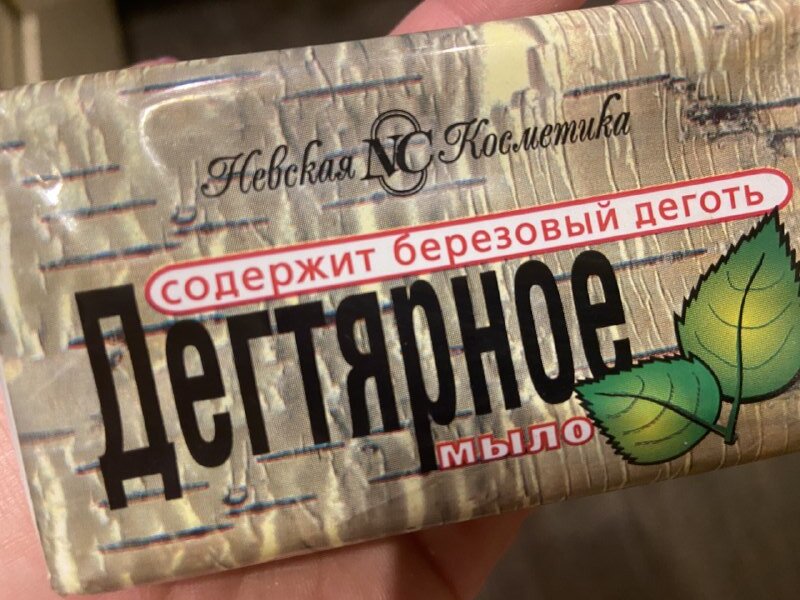 Невская NC Косметика
содержит березовый деготь
Дегтярное
мыло